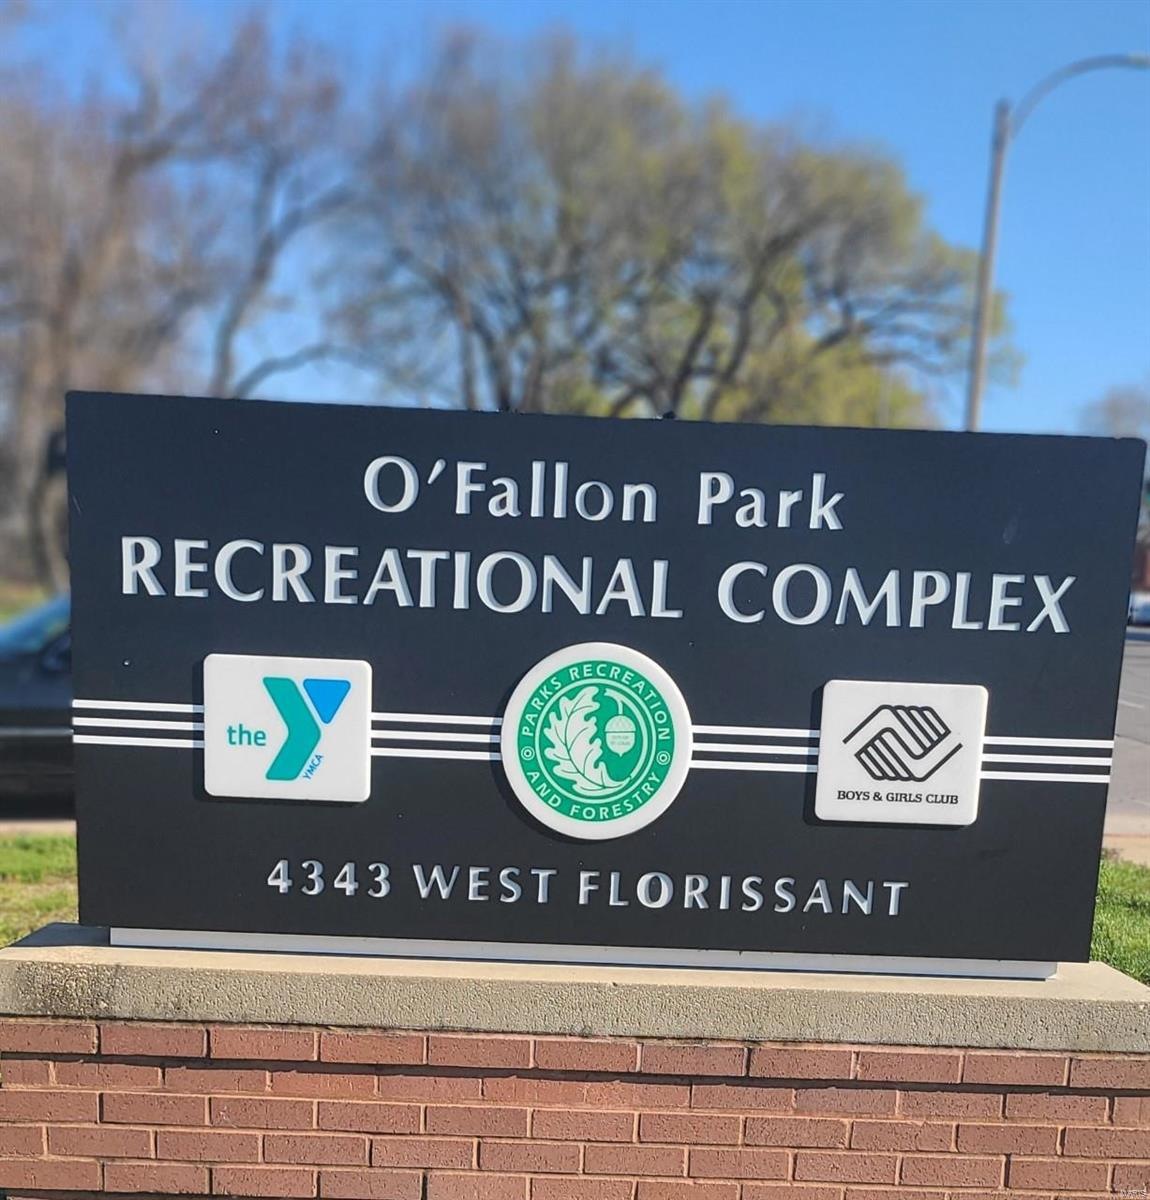 O'Fallon Park
RECREATIONAL COMPLEX
the
YMCA
PARKS RECREATION
AND FORESTRY
BOYS & GIRLS CLUB
4343 WEST FLORISSANT